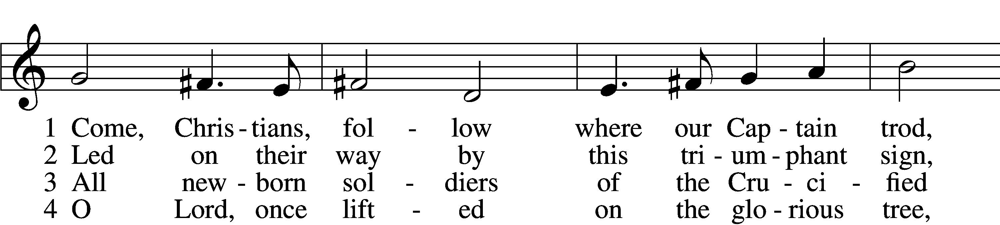 1 Come, Chris - tians, fol - low where our Cap - tain trod,
2 Led on their way by this tri - um - phant sign,
3 All new - born sol - diers of the Cru - ci - fied
4 O Lord, once lift - ed on the glo - rious tree,